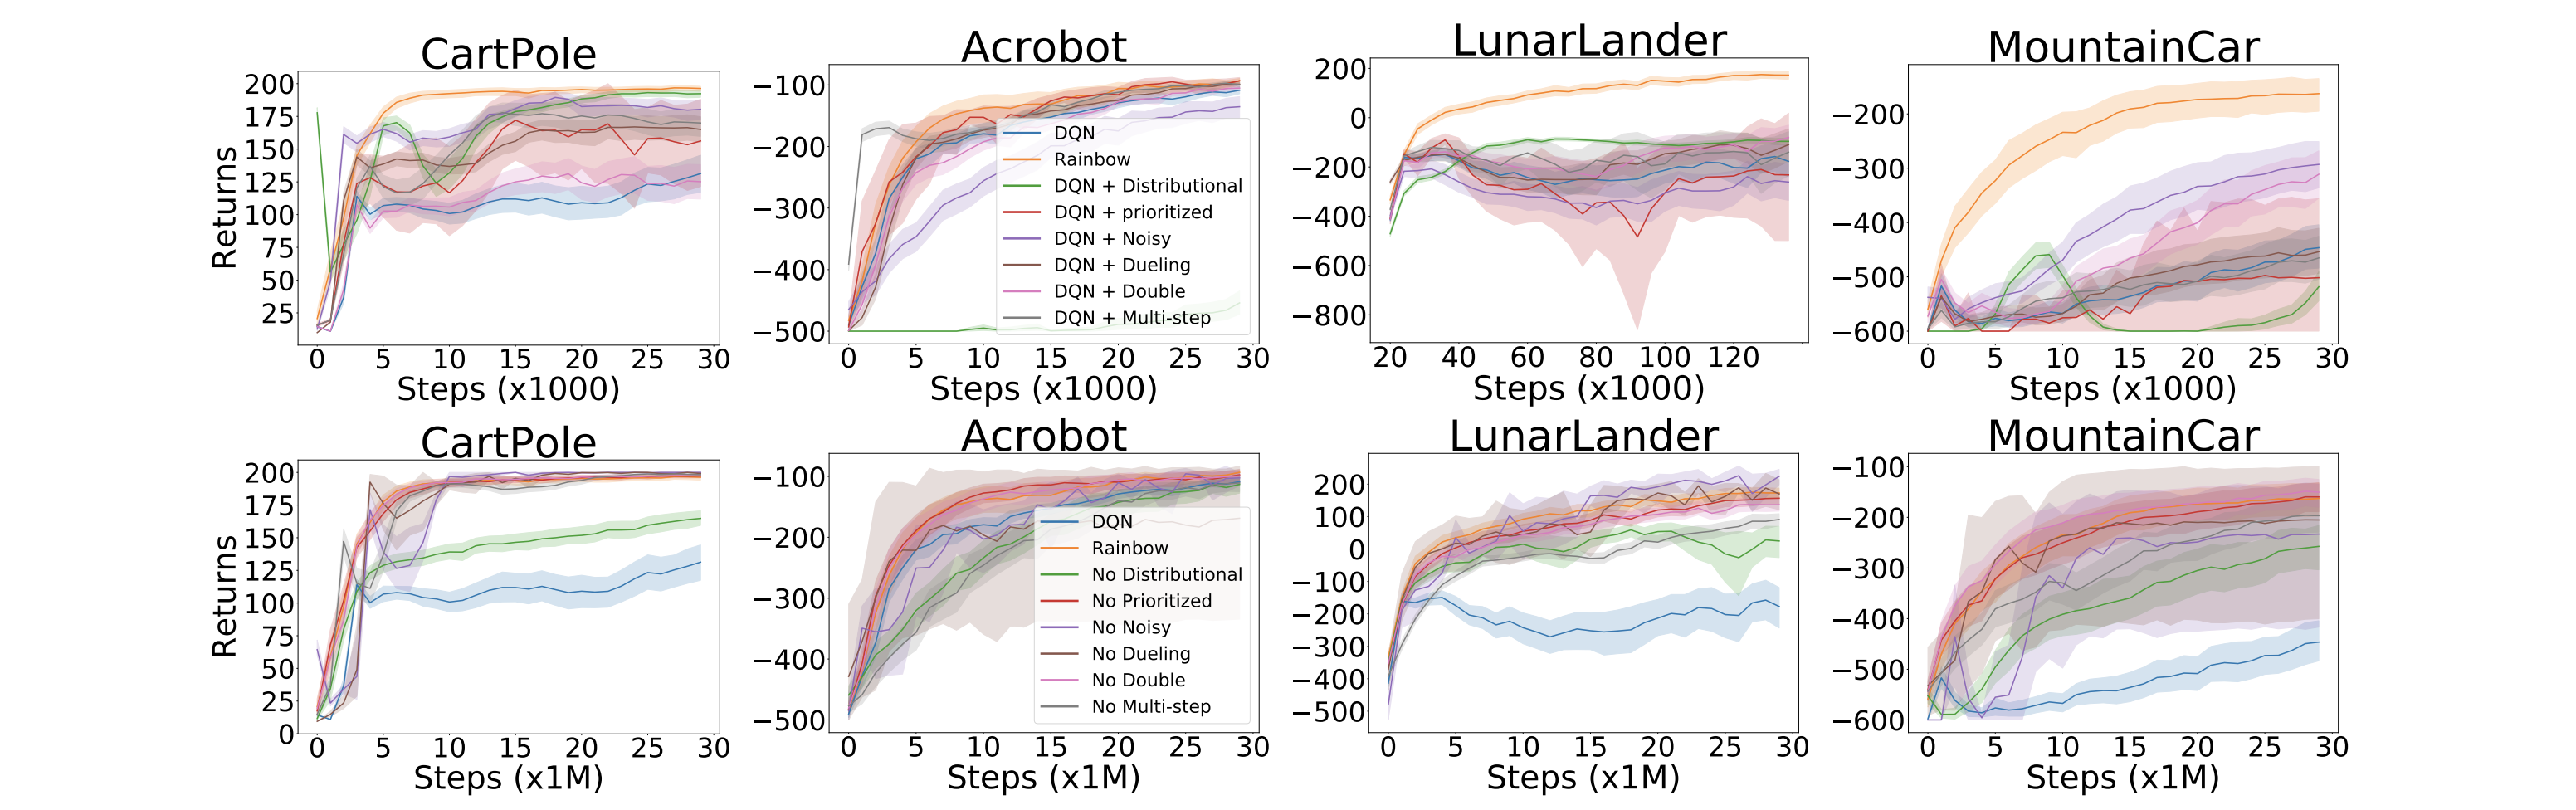 CartPole
Acrobot
LunarLander
MountainCar
Returns
200
175
150
125
100
75
50
25
0 5 10 15 20 25 30
Steps (x1000)
−100
−200
−300
−400
−500
DQN
Rainbow
DQN + Distributional
DQN + prioritized
DQN + Noisy
DQN + Dueling
DQN + Double
DQN + Multi-step
0 5 10 15 20 25 30
Steps (x1000)
200
0
−200
−400
−600
−800
20 40 60 80 100 120
Steps (x1000)
−200
−300
−400
−500
−600
0 5 10 15 20 25 30
Steps (x1000)
CartPole
Acrobot
LunarLander
MountainCar
Returns
200
175
150
125
100
75
50
25
0
0 5 10 15 20 25 30
Steps (x1M)
−100
−200
−300
−400
−500
DQN
Rainbow
No Distributional
No Prioritized
No Noisy
No Dueling
No Double
No Multi-step
0 5 10 15 20 25 30
Steps (x1M)
200
100
0
−100
−200
−300
−400
−500
0 5 10 15 20 25 30
Steps (x1M)
−100
−200
−300
−400
−500
−600
0 5 10 15 20 25 30
Steps (x1M)